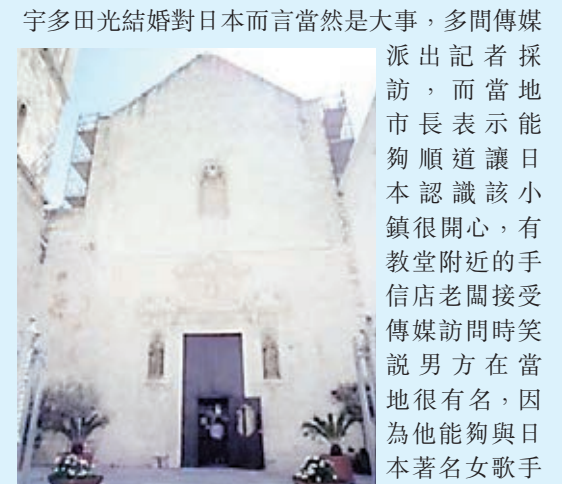 宇多田光結婚對日本而言當然是大事，多間傳媒
派出記者採
訪，而當地
市長表示能
夠順道讓日
本認識該小
鎮很開心，有
教堂附近的手
信店老闆接受
傳媒訪問時笑
説男方在當
地很有名，因
為他能夠與日
本著名女歌手